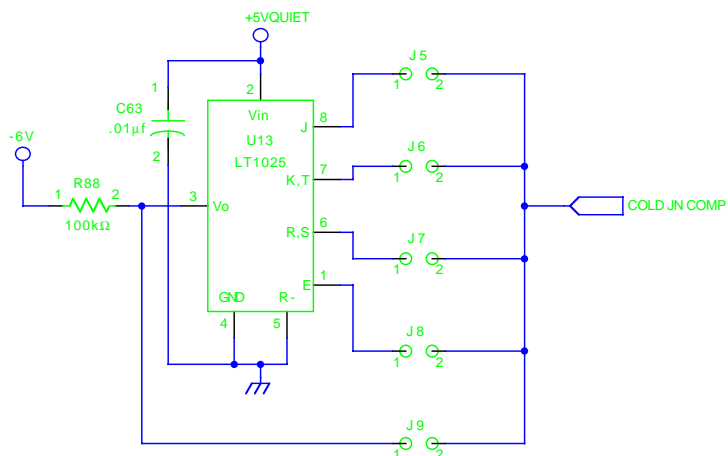 +5VQUIET
J5
1 2
1
2
C63
.01µf
2
Vin
U13
LT1025
J
8
J6
1 2
K,T
7
-6V
R88
1 2
100kΩ
3
Vo
COLD JN COMP
R,S
6
J7
1 2
E
1
GND
R-
4
5
J8
1 2
J9
1 2